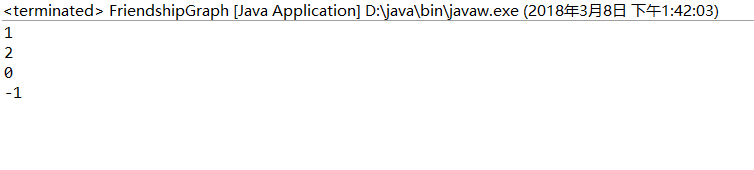 <terminated> FriendshipGraph [Java Application] D:\java\bin\javaw.exe (2018年3月8日 下午1:42:03)
1
2
0
-1